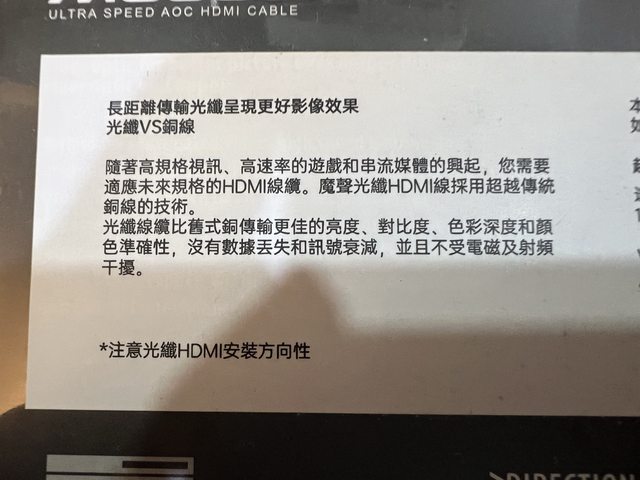 ULTRA SPEED AOC HDMI CABLE
長距離傳輸光纖呈現更好影像效果
光纖VS銅線
隨著高規格視訊、高速率的遊戲和串流媒體的興起，您需要
適應未來規格的HDMI線纜。魔聲光纖HDMI線採用超越傳統
銅線的技術。
光纖線纜比舊式銅傳輸更佳的亮度、對比度、色彩深度和顏
色準確性，沒有數據丟失和訊號衰減，並且不受電磁及射頻
干擾。
*注意光纖HDMI安裝方向性
DIRECTION